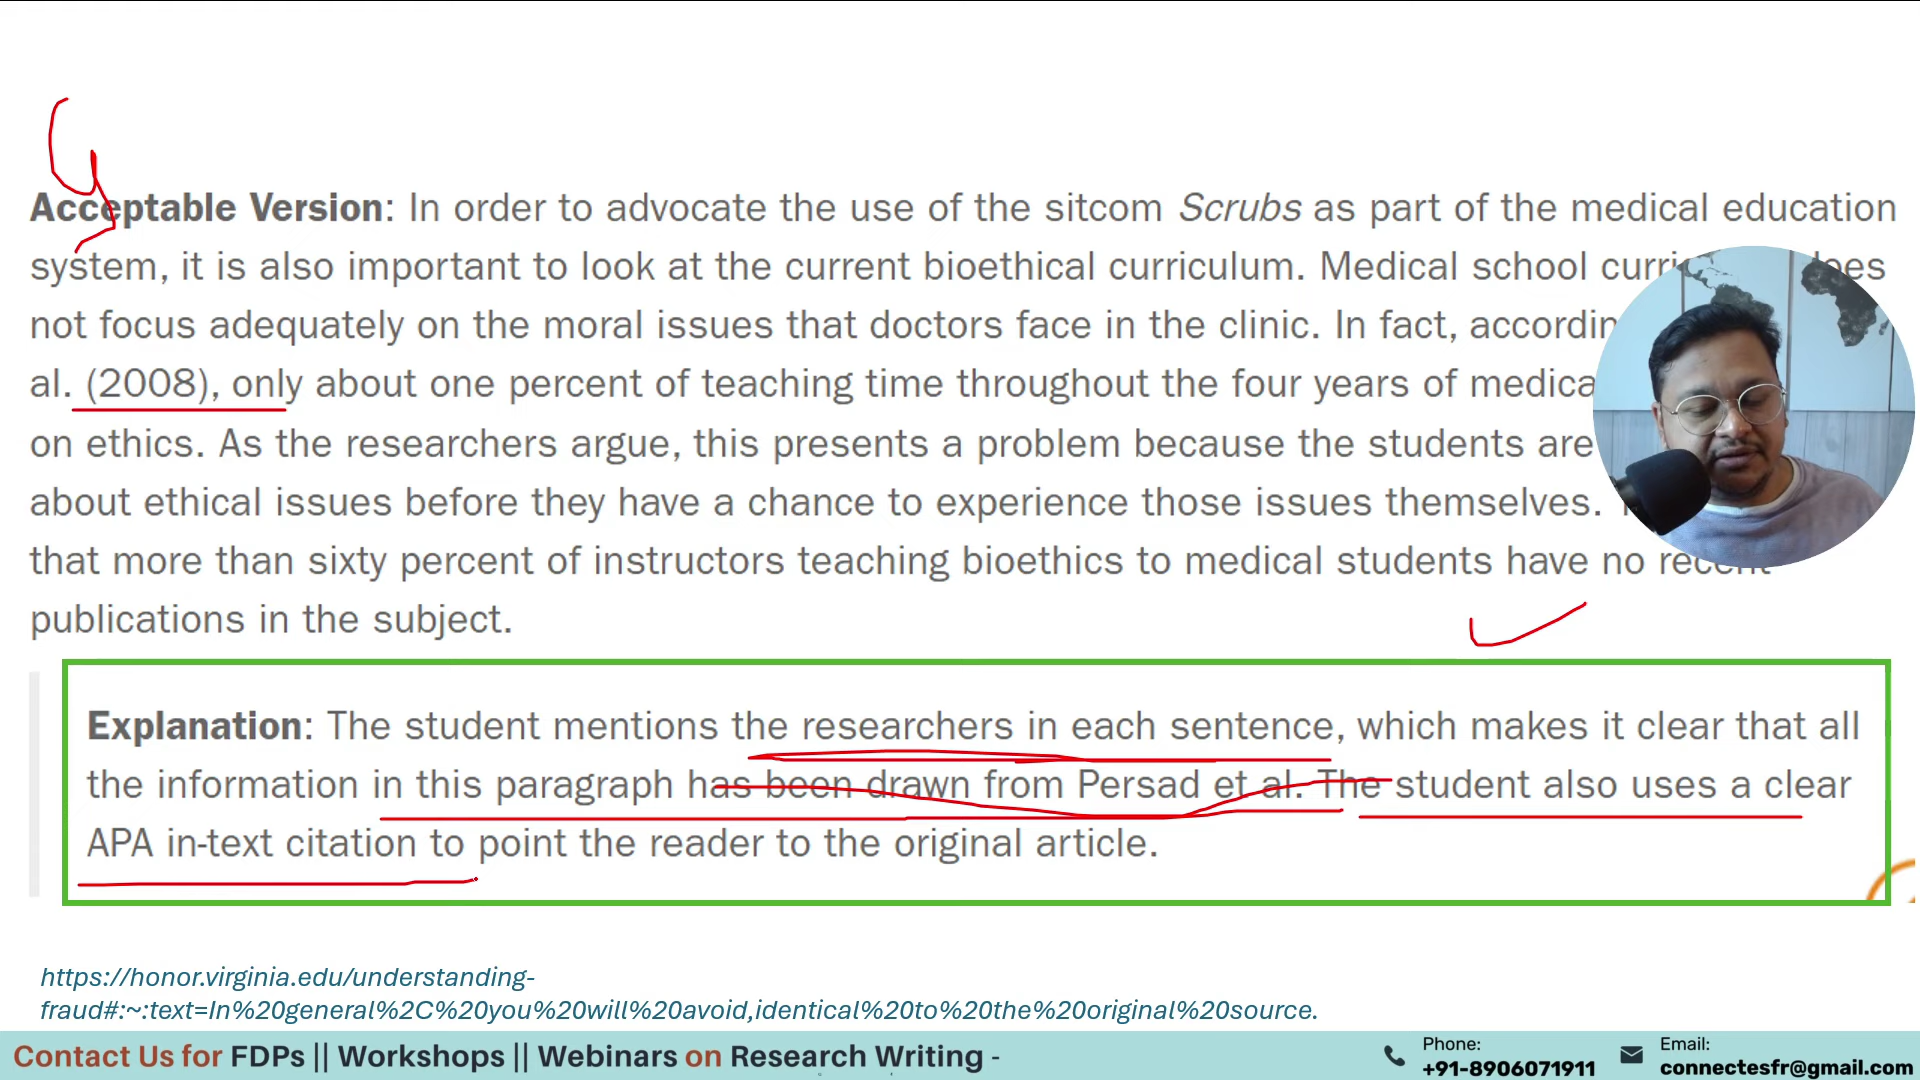 Acceptable Version: In order to advocate the use of the sitcom Scrubs as part of the medical education
system, it is also important to look at the current bioethical curriculum. Medical school
not focus adequately on the moral issues that doctors face in the clinic. In fact,
al. (2008), only about one percent of teaching time throughout the four years of
on ethics. As the researchers argue, this presents a problem because the students are
about ethical issues before they have a chance to experience those issues themselves.
that more than sixty percent of instructors teaching bioethics to medical students have no recent
publications in the subject.
Explanation: The student mentions the researchers in each sentence, which makes it clear that all
the information in this paragraph has been drawn from Persad et al. The student also uses a clear
APA in-text citation to point the reader to the original article.
https://honor.virginia.edu/understanding-
fraud#:~:text=In%20general%2C%20you%20will%20avoid,identical%20to%20the%20original%20source.
Contact Us for FDPs || Workshops || Webinars on Research Writing -
Phone:
+91-8906071911
Email:
connectesfr@gmail.com